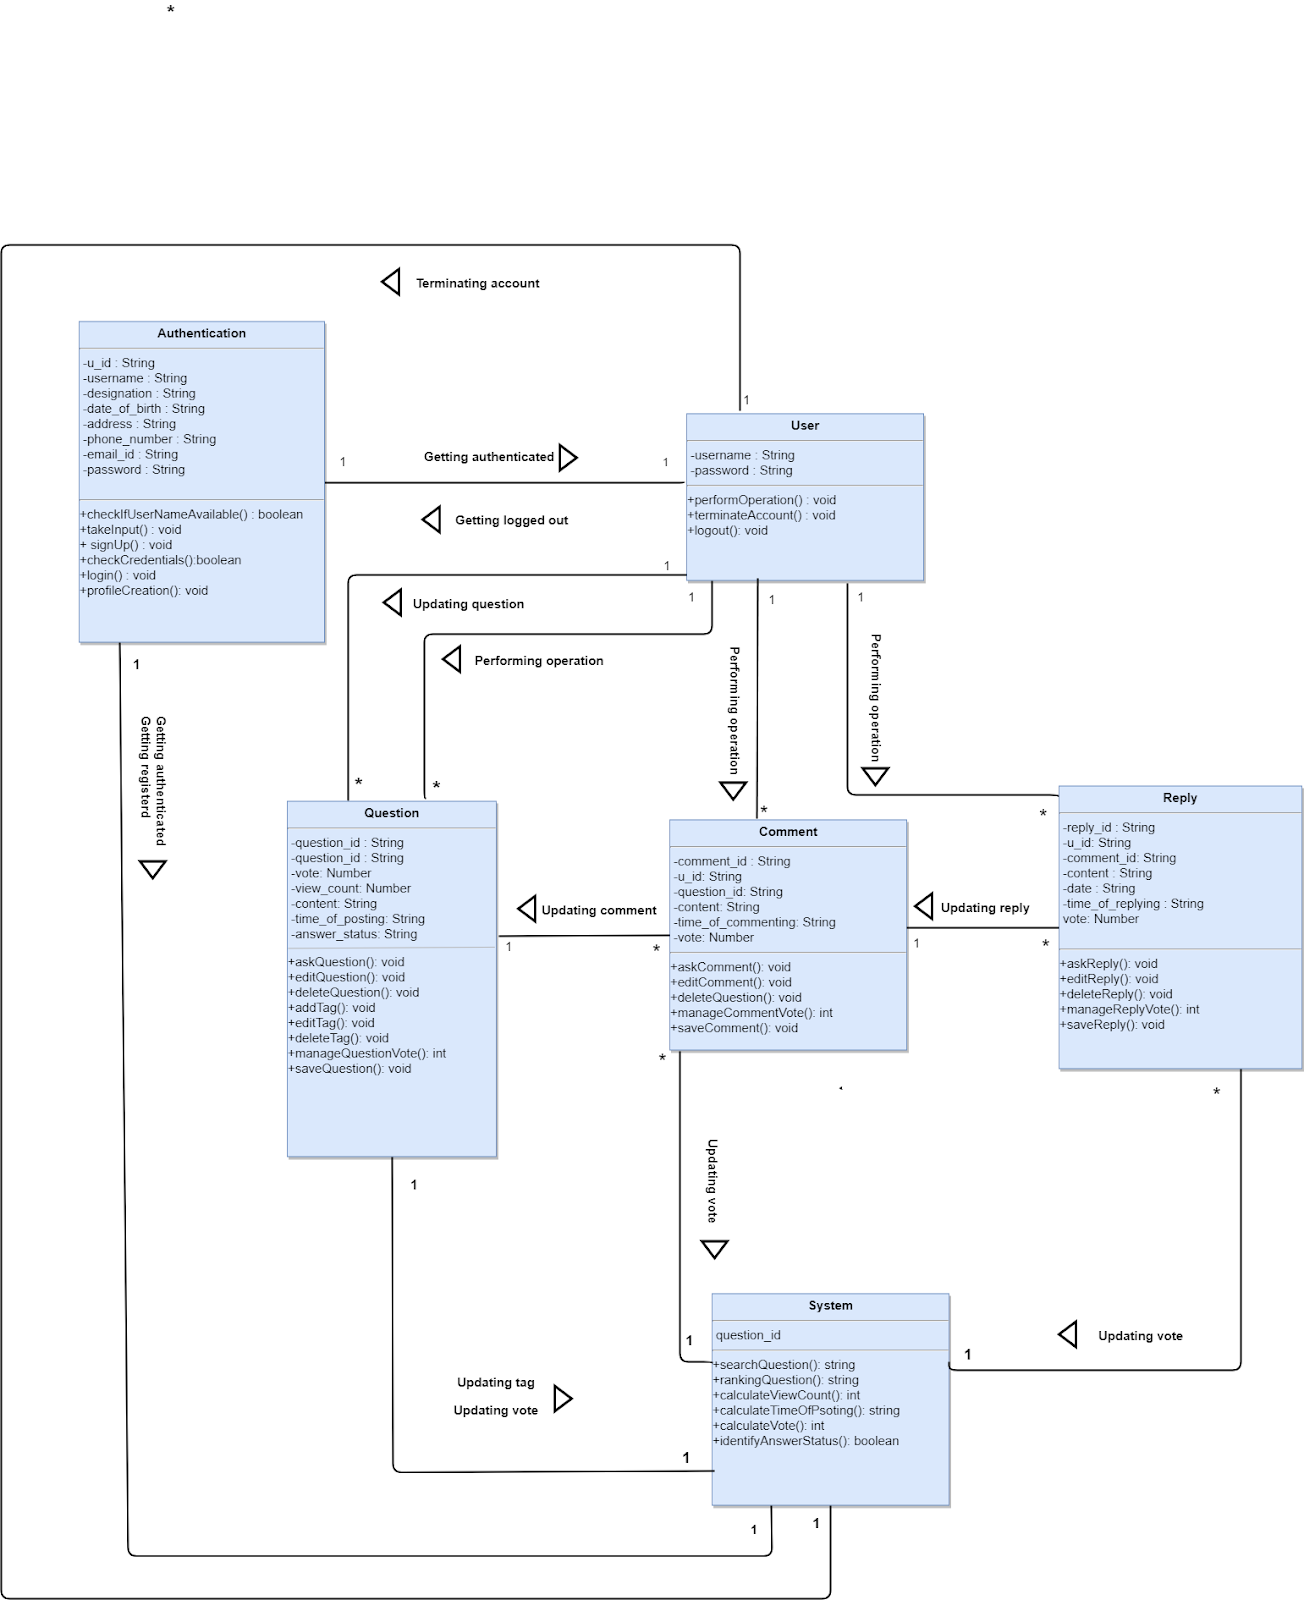 *
Terminating account
Authentication
-u_id : String
-username : String
-designation : String
-date_of_birth : String
-address : String
-phone_number : String
-email_id : String
-password : String
+checkIfUserNameAvailable() : boolean
+takeInput() : void
+ signUp() : void
+checkCredentials():boolean
+login() : void
+profileCreation(): void
1
User
-username : String
-password : String
+performOperation() : void
+terminateAccount() : void
+logout(): void
1
Getting authenticated
1
Getting logged out
1
Updating question
1
1
1
Performing operation
Performing operation
Performing operation
1
Getting authenticated
Getting registerd
*
*
*
*
Question
-question_id : String
-question_id : String
-vote: Number
-view_count: Number
-content: String
-time_of_posting: String
-answer_status: String
+askQuestion(): void
+editQuestion(): void
+deleteQuestion(): void
+addTag(): void
+editTag(): void
+deleteTag(): void
+manageQuestionVote(): int
+saveQuestion(): void
Updating comment
1
*
Comment
-comment_id : String
-u_id: String
-question_id: String
-content: String
-time_of_commenting: String
-vote: Number
+askComment(): void
+editComment(): void
+deleteQuestion(): void
+manageCommentVote(): int
+saveComment(): void
Updating reply
1
*
Reply
-reply_id : String
-u_id: String
-comment_id: String
-content : String
-date : String
-time_of_replying : String
vote: Number
+askReply(): void
+editReply(): void
+deleteReply(): void
+manageReplyVote(): int
+saveReply(): void
*
*
1
Updating vote
System
question_id
+searchQuestion(): string
+rankingQuestion(): string
+calculateViewCount(): int
+calculateTimeOfPsoting(): string
+calculateVote(): int
+identifyAnswerStatus(): boolean
1
1
Updating vote
Updating tag
Updating vote
1
1
1